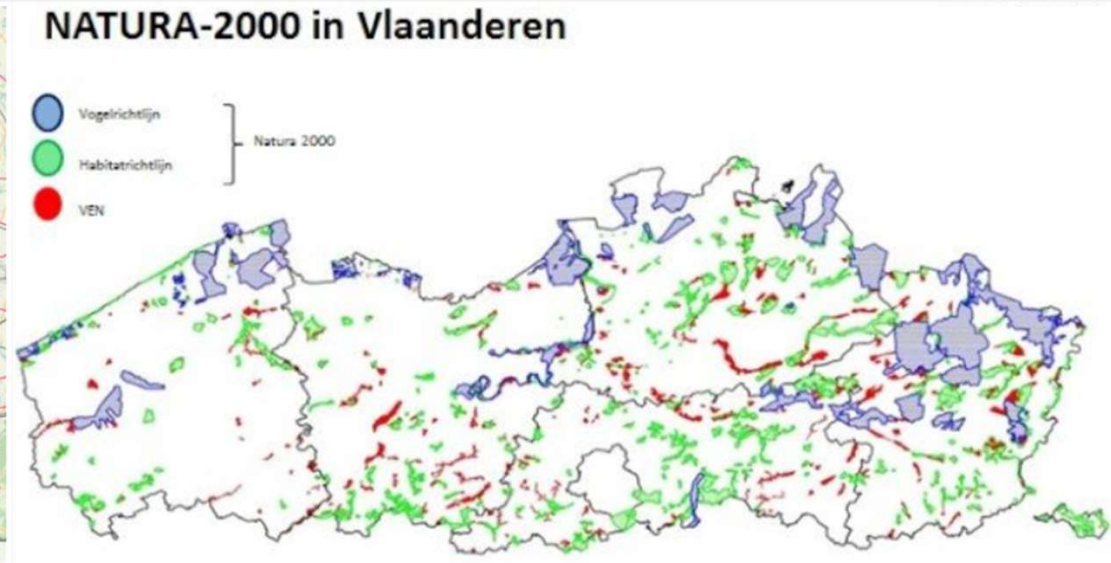 NATURA-2000 in Vlaanderen
Vogelrichtlijn
Habitatrichtlijn
Natura 2000
VEN